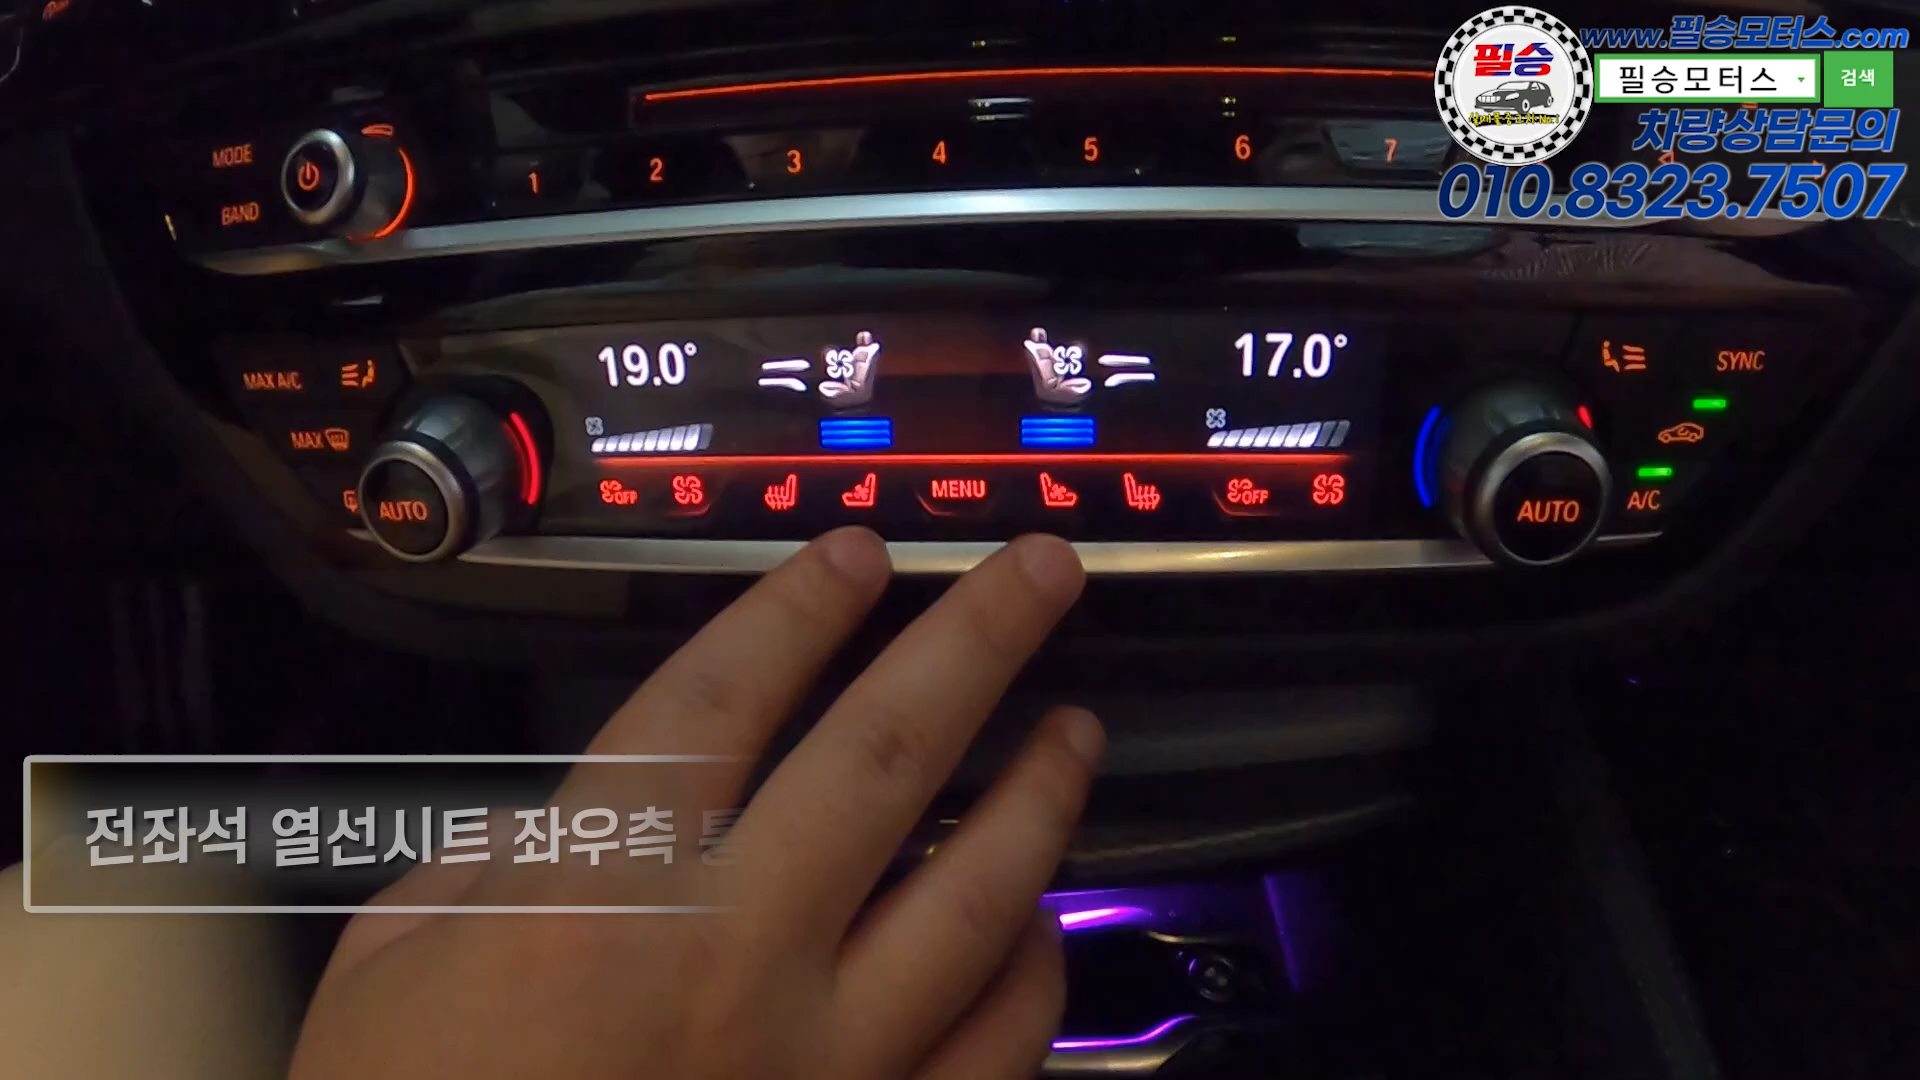 필승
www.필승모터스.com
필승모터스
검색
차량상담문의
010.8323.7507
MODE
BAND
1 2 3 4 5 6 7
MAX A/C
19.0°
17.0°
SYNC
MAX
AUTO
OFF
MENU
OFF
AUTO
A/C
전좌석 열선시트 좌우측